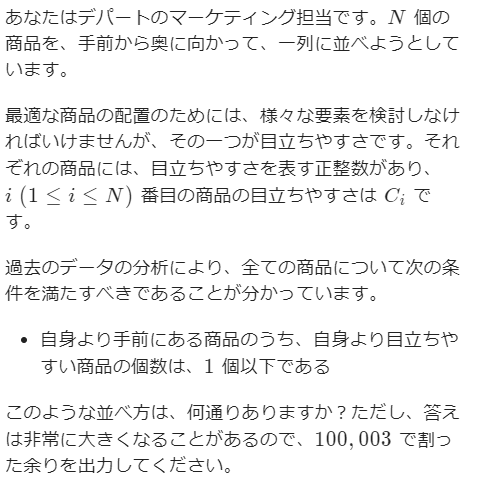 あなたはデパートのマーケティング担当です。N 個の
商品を、手前から奥に向かって、一列に並べようとして
います。
最適な商品の配置のためには、様々な要素を検討しなけ
ればいけませんが、その一つが目立ちやすさです。それ
ぞれの商品には、目立ちやすさを表す正整数があり、
i (1 ≤ i ≤ N) 番目の商品の目立ちやすさは C_i で
す。
過去のデータの分析により、全ての商品について次の条
件を満たすべきであることが分かっています。
• 自身より手前にある商品のうち、自身より目立ちや
すい商品の個数は、1 個以下である
このような並べ方は、何通りありますか？ただし、答え
は非常に大きくなることがあるので、100,003 で割っ
た余りを出力してください。